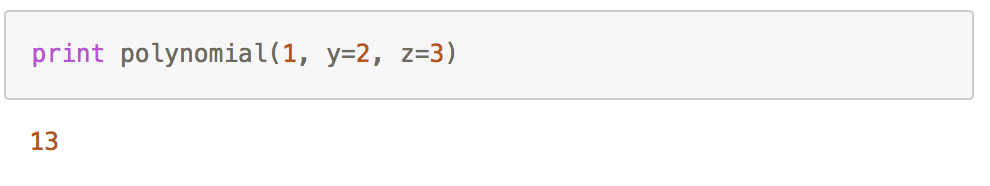 print polynomial(1, y=2, z=3)
13